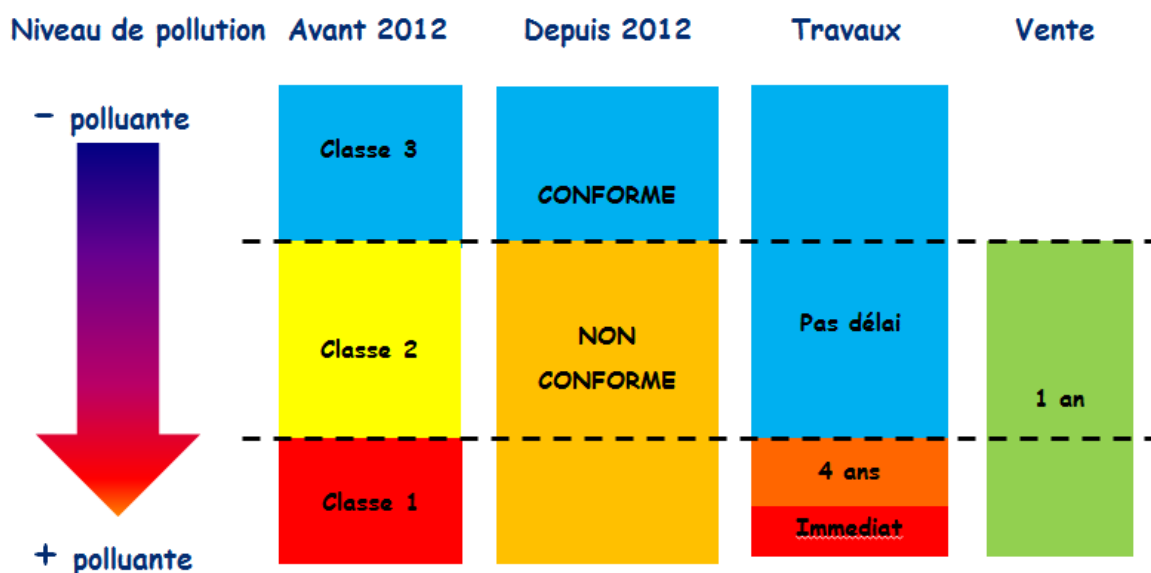 Niveau de pollution Avant 2012 Depuis 2012 Travaux Vente
- polluante
Classe 3
CONFORME
Pas délai
Classe 2
NON
CONFORME
1 an
4 ans
Classe 1
Immediat
+ polluante